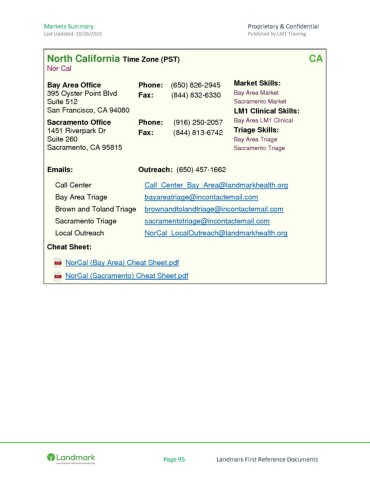 Markets Summary Proprietary & Confidential
Last Updated: 10/26/2023 Published by LM1 Training
North California Time Zone (PST) CA
Nor Cal
Bay Area Office Phone: (650) 826-2945 Market Skills:
395 Oyster Point Blvd Fax: (844) 832-6330 Bay Area Market
Suite 512 Sacramento Market
San Francisco, CA 94080 LM1 Clinical Skills:
Sacramento Office Phone: (916) 250-2057 Bay Area LM1 Clinical
1451 Riverpark Dr Fax: (844) 813-6742 Triage Skills:
Suite 260 Bay Area Triage
Sacramento, CA 95815 Sacramento Triage
Emails: Outreach: (650) 457-1662
Call Center Call_Center_Bay_Area@landmarkhealth.org
Bay Area Triage bayareatriage@incontactemail.com
Brown and Toland Triage brownandtolandtriage@incontactemail.com
Sacramento Triage sacramentotriage@incontactemail.com
Local Outreach NorCal_LocalOutreach@landmarkhealth.org
Cheat Sheet:
NorCal (Bay Area) Cheat Sheet.pdf
NorCal (Sacramento) Cheat Sheet.pdf
Landmark Page 95 Landmark First Reference Documents